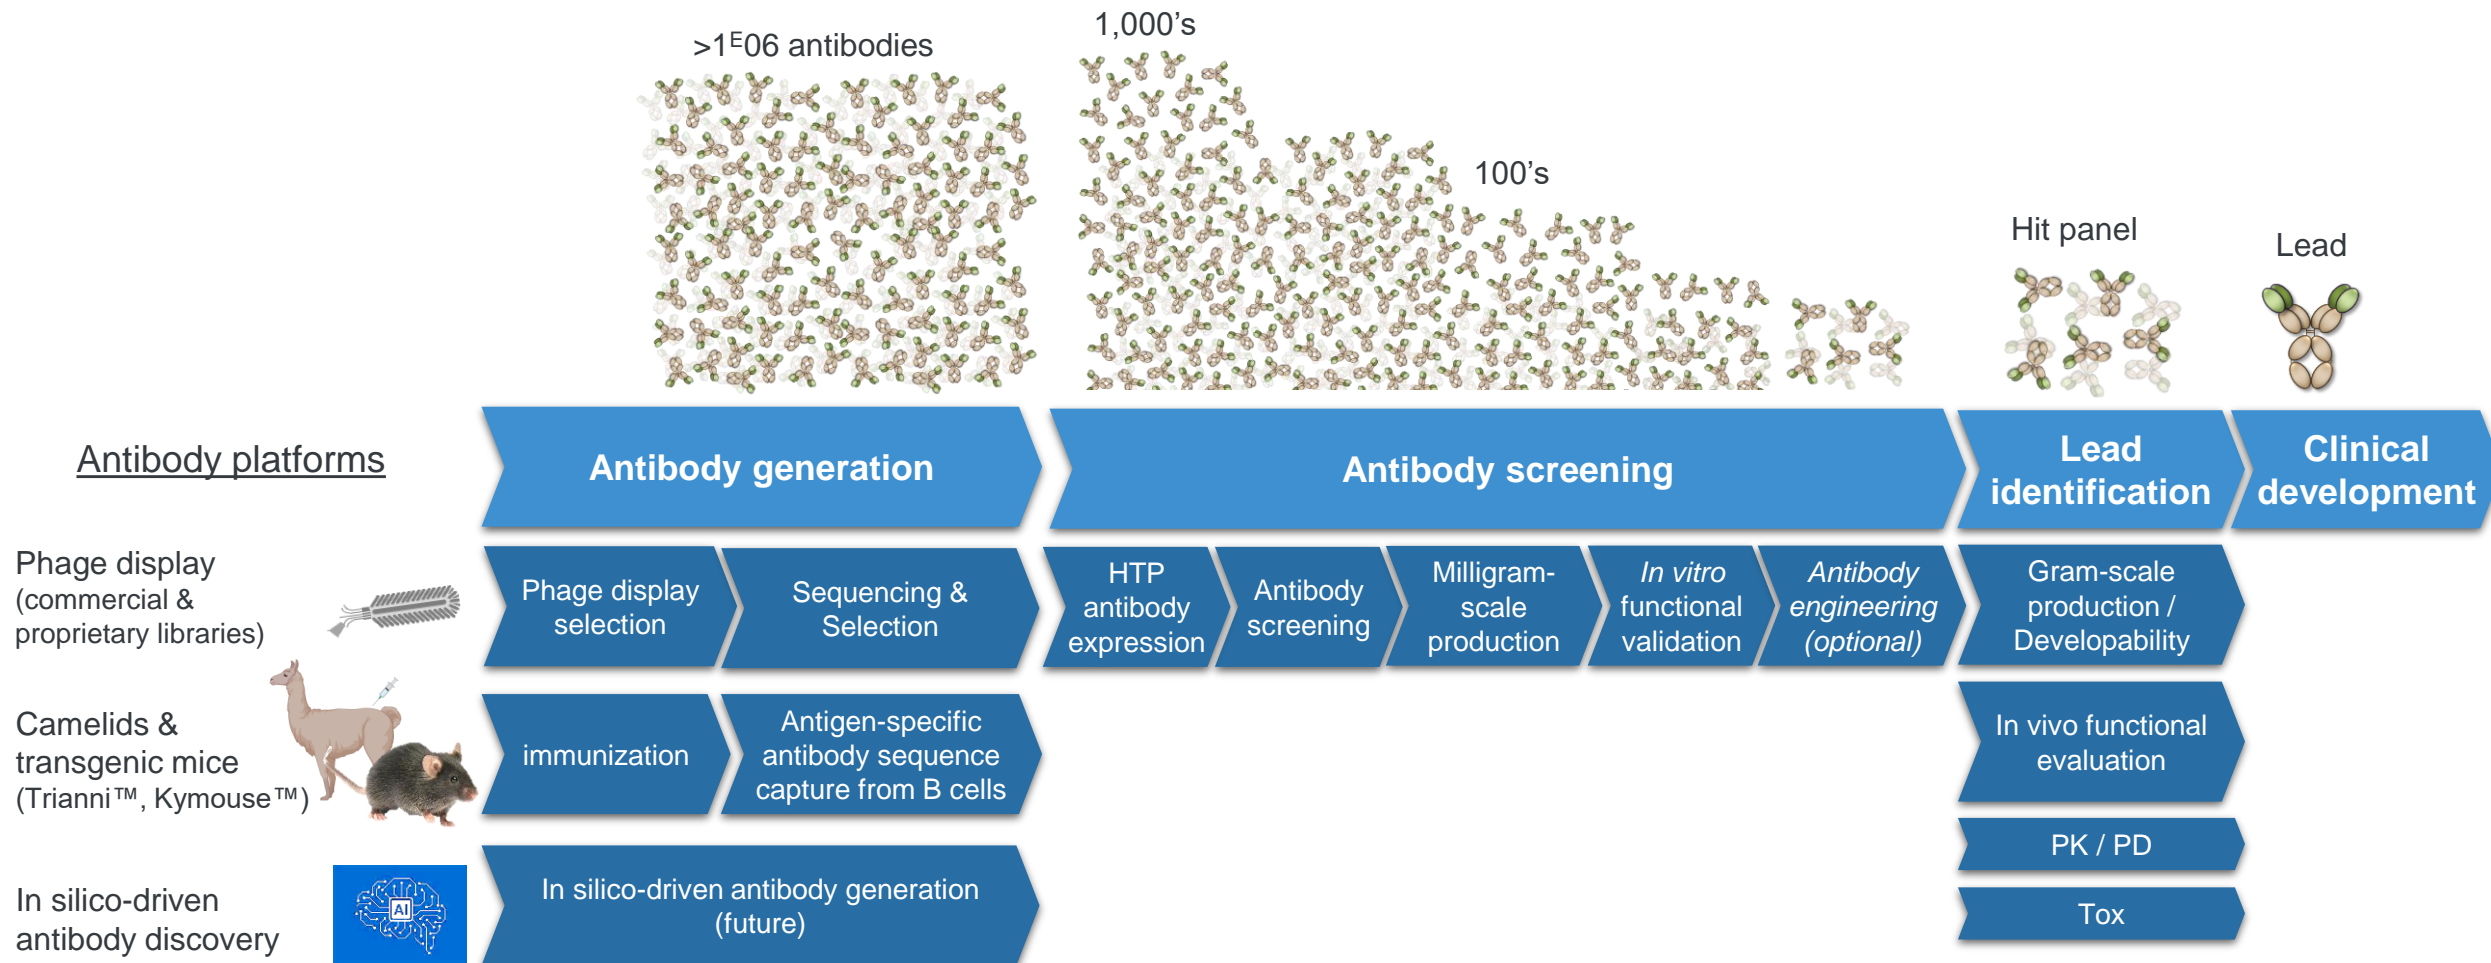 >1E06 antibodies
1,000’s
100’s
Hit panel
Lead
Antibody platforms
Antibody generation
Antibody screening
Lead
identification
Clinical
development
Phage display
(commercial &
proprietary libraries)
Phage display
selection
Sequencing &
Selection
HTP
antibody
expression
Antibody
screening
Milligram-
scale
production
In vitro
functional
validation
Antibody
engineering
(optional)
Gram-scale
production /
Developability
Camelids &
transgenic mice
(Trianni™, Kymouse™)
immunization
Antigen-specific
antibody sequence
capture from B cells
In vivo functional
evaluation
PK / PD
Tox
In silico-driven
antibody discovery
AI
In silico-driven antibody generation
(future)